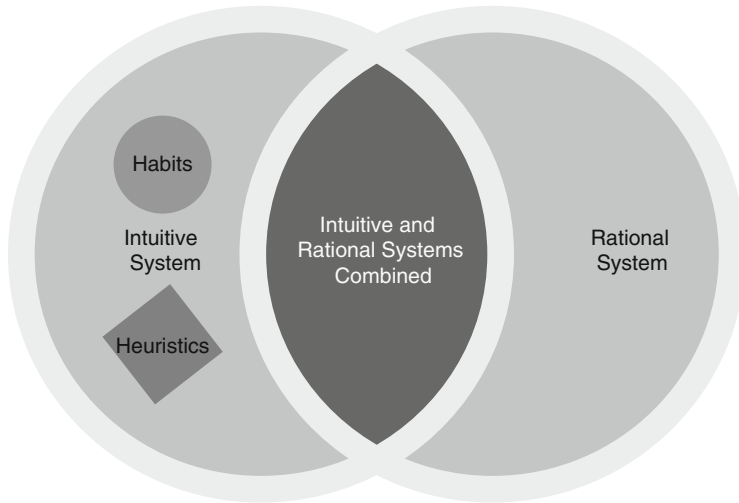 Habits
Intuitive
System
Heuristics
Intuitive and
Rational Systems
Combined
Rational
System